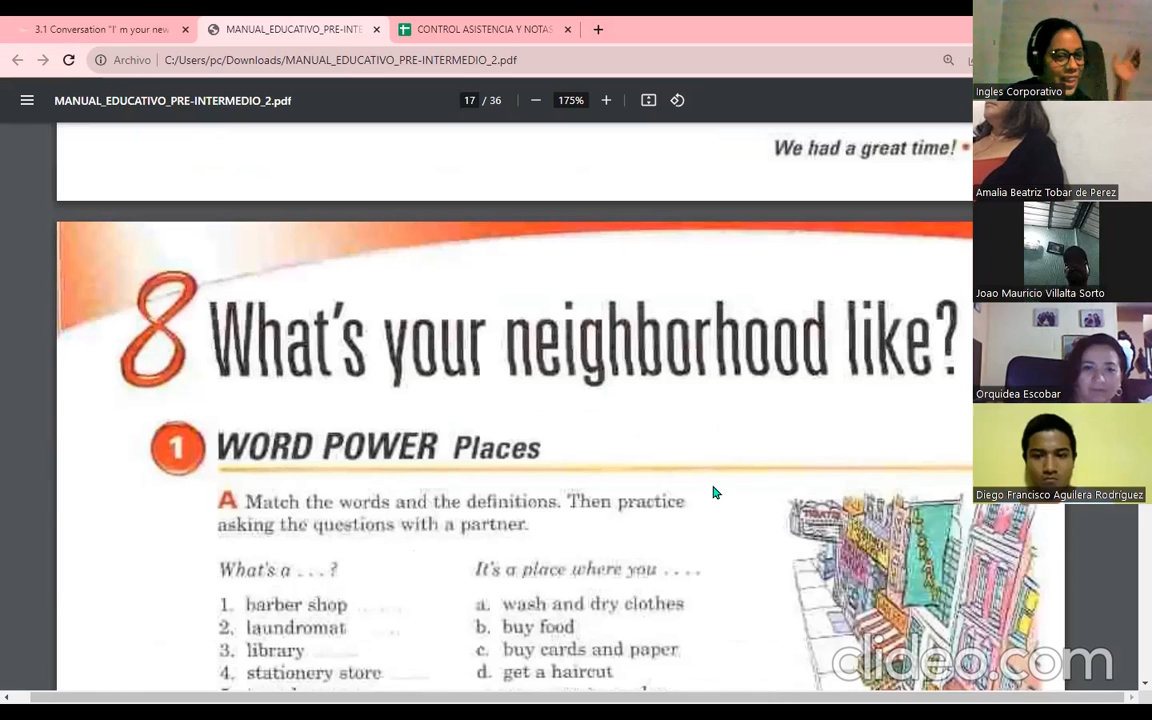 3.1 Conversation "I' m your new
MANUAL_EDUCATIVO_PRE-INTE
CONTROL ASISTENCIA Y NOTAS
Archivo
C:/Users/pc/Downloads/MANUAL_EDUCATIVO_PRE-INTERMEDIO_2.pdf
MANUAL_EDUCATIVO_PRE-INTERMEDIO_2.pdf
17 / 36
175%
We had a great time! •
8 What's your neighborhood like?
1 WORD POWER Places
A Match the words and the definitions. Then practice
asking the questions with a partner.
What's a . . . ?
It's a place where you . . . .
1. barber shop
a. wash and dry clothes
2. laundromat
b. buy food
3. library
c. buy cards and paper
4. stationery store
d. get a haircut
Ingles Corporativo
Amalia Beatriz Tobar de Perez
Joao Mauricio Villalta Sorto
Orquidea Escobar
Diego Francisco Aguilera Rodríguez
clideo.com